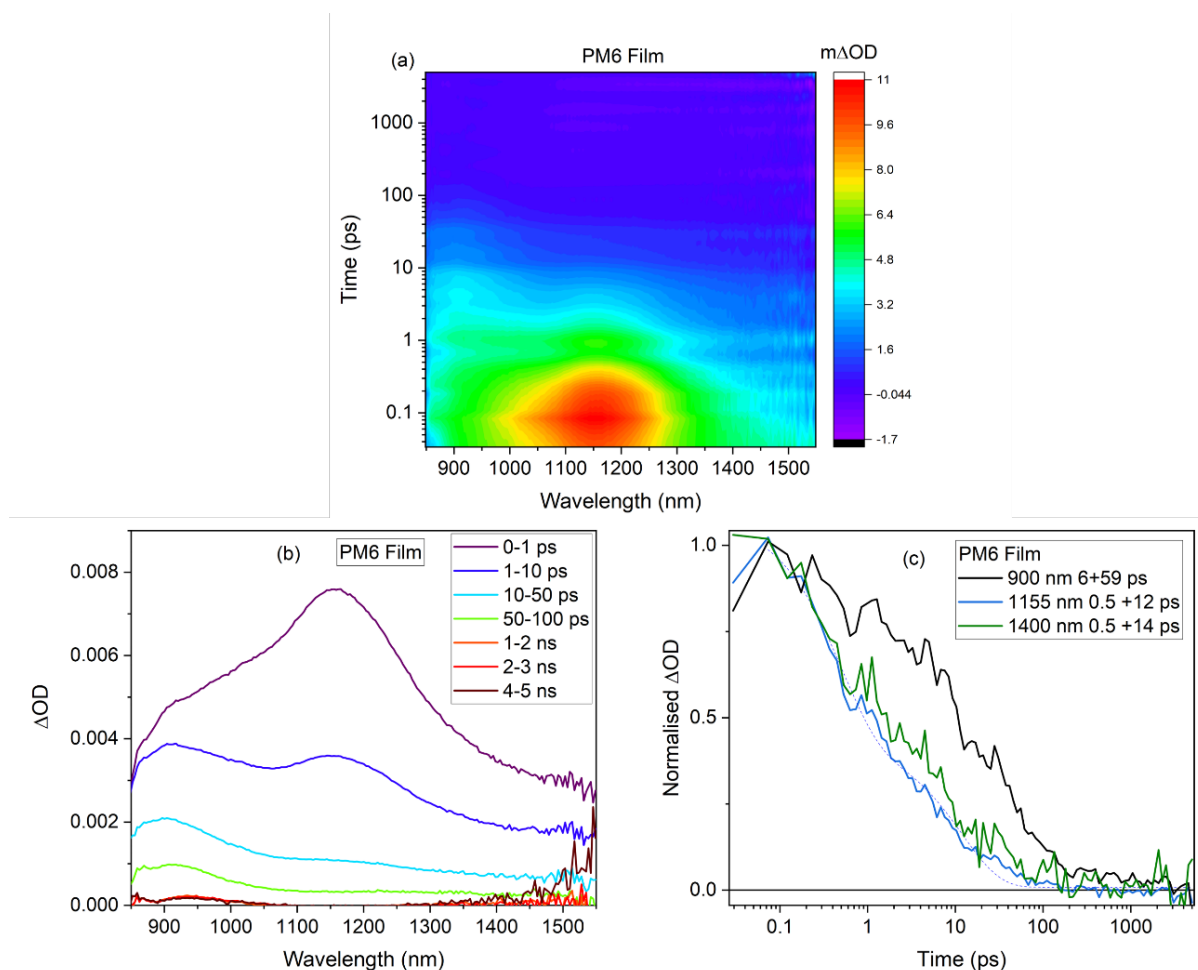 (a)
PM6 Film
mΔOD
11
9.6
8.0
6.4
4.8
3.2
1.6
-0.044
-1.7
1000
100
10
1
0.1
Time (ps)
900 1000 1100 1200 1300 1400 1500
Wavelength (nm)
(b)
PM6 Film
0-1 ps
1-10 ps
10-50 ps
50-100 ps
1-2 ns
2-3 ns
4-5 ns
0.008
0.006
0.004
0.002
0.000
ΔOD
900 1000 1100 1200 1300 1400 1500
Wavelength (nm)
(c)
PM6 Film
900 nm 6+59 ps
1155 nm 0.5 +12 ps
1400 nm 0.5 +14 ps
1.0
0.5
0.0
Normalised ΔOD
0.1 1 10 100 1000
Time (ps)